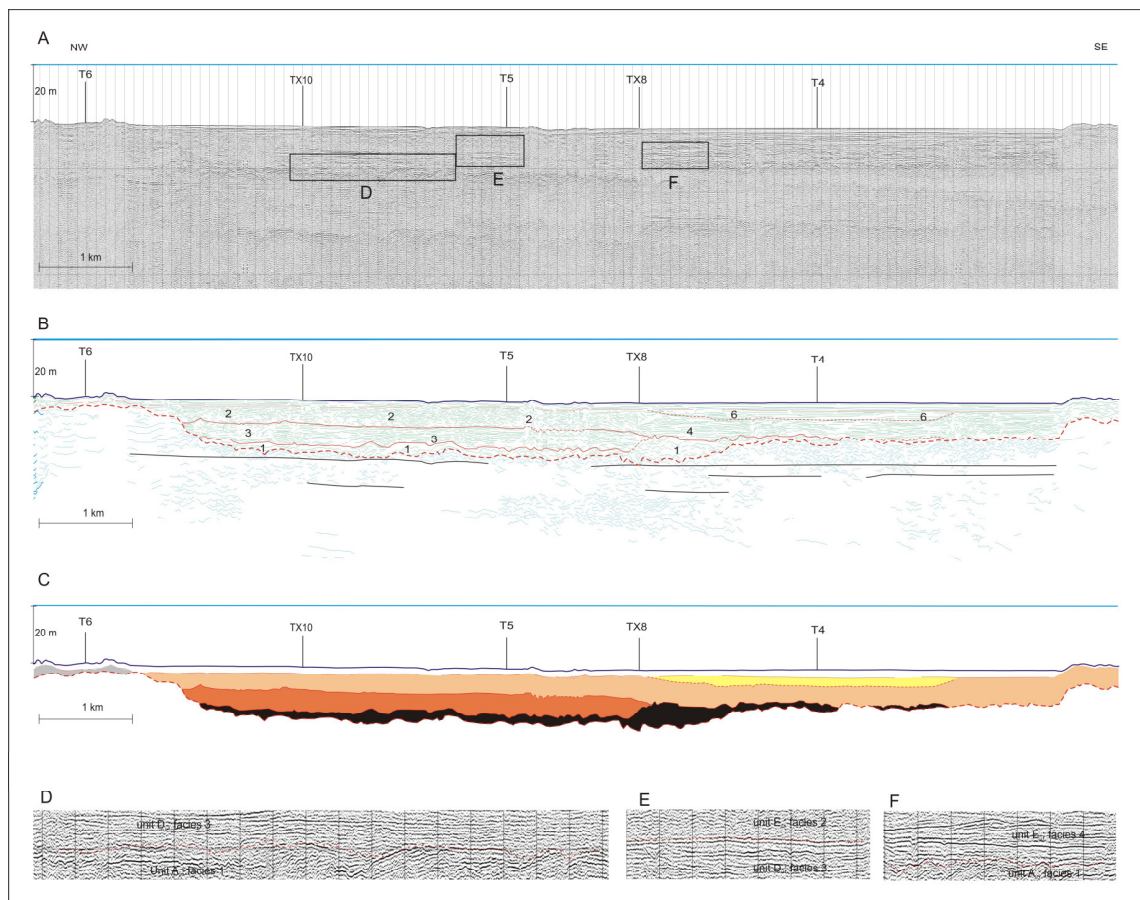 A
NW SE
T6 TX10 T5 TX8 T4
20 m
D E F
1 km
B
T6 TX10 T5 TX8 T4
20 m
2 2 2 6 6
3 3 4
1 1 1
1 km
C
T6 TX10 T5 TX8 T4
20 m
1 km
D E F
unit D ; facies 3 unit E ; facies 2 unit E ; facies 4
Unit A ; facies 1 unit D ; facies 3 unit A ; facies 1